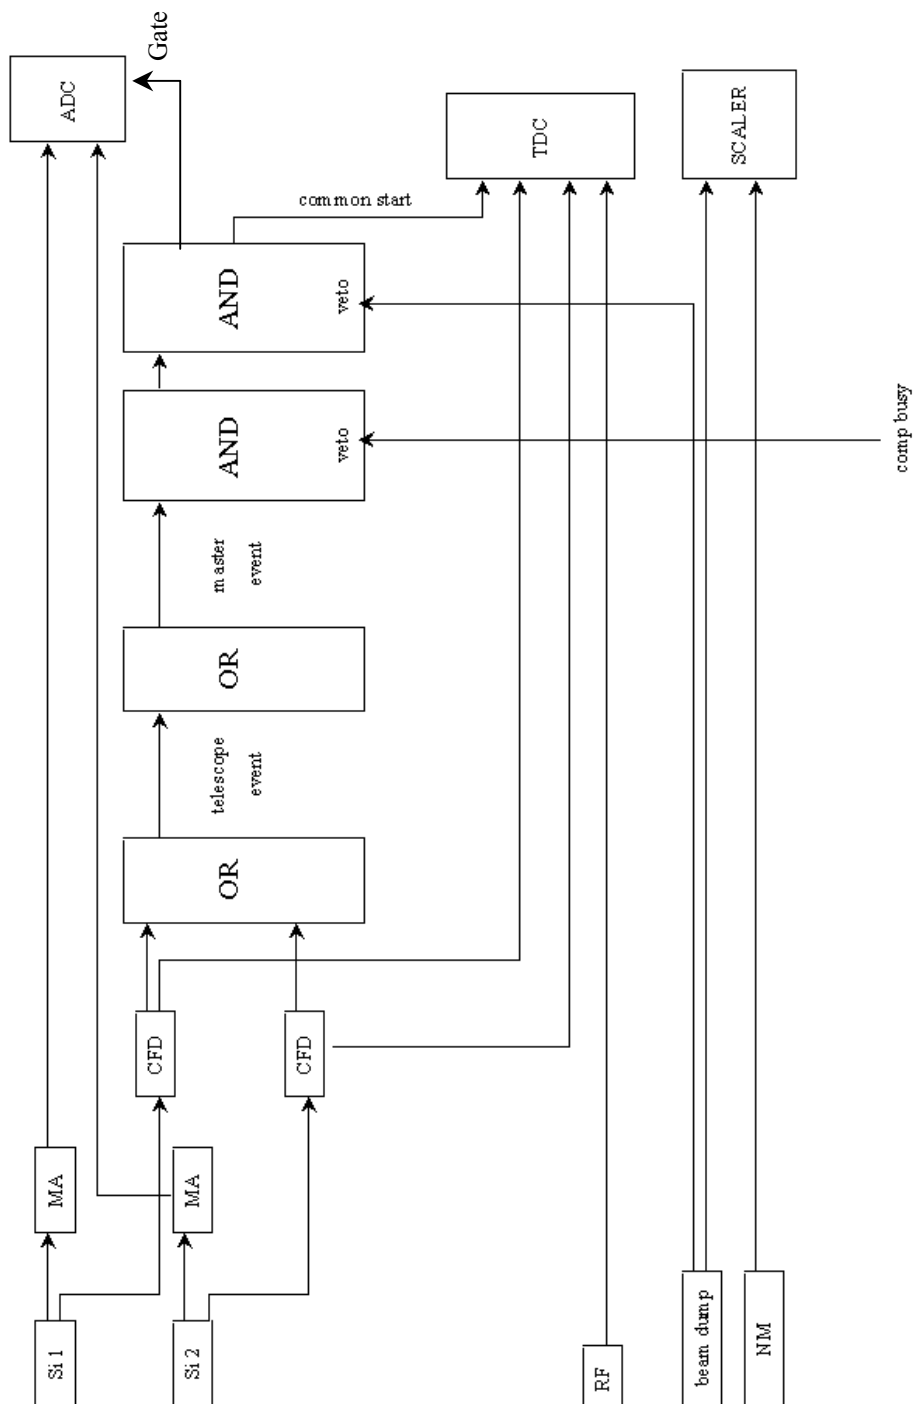 Gate
ADC
TDC
SCALER
common start
AND
veto
AND
veto
comp busy
master
event
OR
telescope
event
OR
CFD
CFD
MA
MA
Si 1
Si 2
RF
beam dump
NM